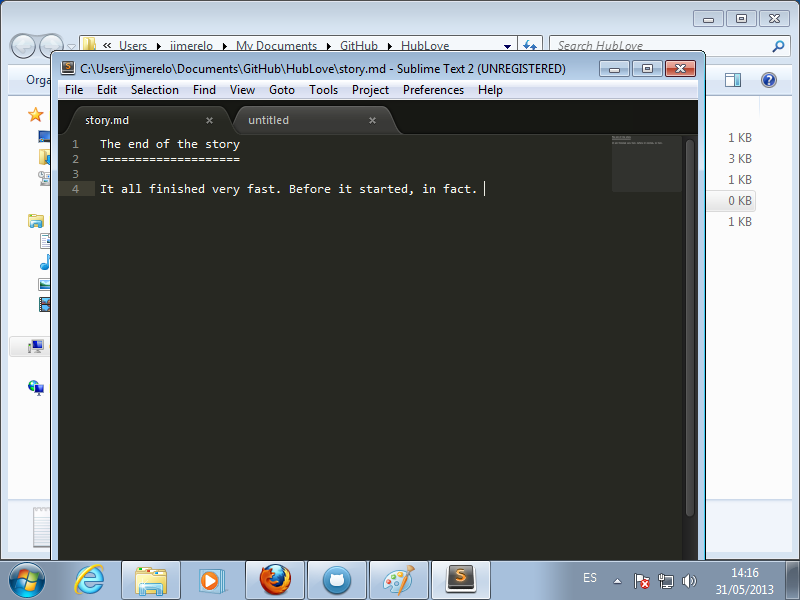 « Users jjmerelo My Documents GitHub HubLove
Search HubLove
Orga
C:\Users\jjmerelo\Documents\GitHub\HubLove\story.md - Sublime Text 2 (UNREGISTERED)
File Edit Selection Find View Goto Tools Project Preferences Help
story.md untitled
1 The end of the story
2 ====================
3
4 It all finished very fast. Before it started, in fact.
1 KB
3 KB
1 KB
0 KB
1 KB
ES
14:16
31/05/2013